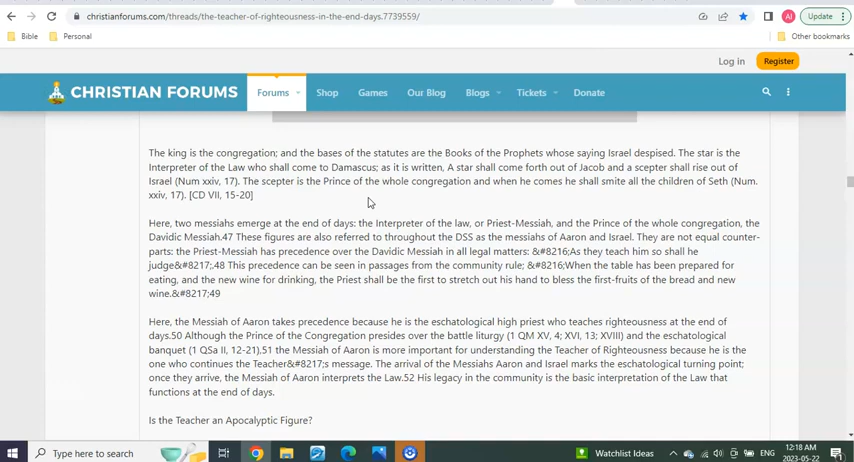 christianforums.com/threads/the-teacher-of-righteousness-in-the-end-days.7739559/
AI
Update
Bible
Personal
Other bookmarks
Log in
Register
CHRISTIAN FORUMS
Forums
Shop
Games
Our Blog
Blogs
Tickets
Donate
The king is the congregation; and the bases of the statutes are the Books of the Prophets whose saying Israel despised. The star is the
Interpreter of the Law who shall come to Damascus; as it is written, A star shall come forth out of Jacob and a scepter shall rise out of
Israel (Num xxiv, 17). The scepter is the Prince of the whole congregation and when he comes he shall smite all the children of Seth (Num.
xxiv, 17). [CD VII, 15-20]
Here, two messiahs emerge at the end of days: the Interpreter of the law, or Priest-Messiah, and the Prince of the whole congregation, the
Davidic Messiah.47 These figures are also referred to throughout the DSS as the messiahs of Aaron and Israel. They are not equal counter-
parts: the Priest-Messiah has precedence over the Davidic Messiah in all legal matters: &#8216;As they teach him so shall he
judge&#8217;.48 This precedence can be seen in passages from the community rule; &#8216;When the table has been prepared for
eating, and the new wine for drinking, the Priest shall be the first to stretch out his hand to bless the first-fruits of the bread and new
wine.&#8217;49
Here, the Messiah of Aaron takes precedence because he is the eschatological high priest who teaches righteousness at the end of
days.50 Although the Prince of the Congregation presides over the battle liturgy (1 QM XV, 4; XVI, 13; XVIII) and the eschatological
banquet (1 QSa II, 12-21),51 the Messiah of Aaron is more important for understanding the Teacher of Righteousness because he is the
one who continues the Teacher&#8217;s message. The arrival of the Messiahs Aaron and Israel marks the eschatological turning point;
once they arrive, the Messiah of Aaron interprets the Law.52 His legacy in the community is the basic interpretation of the Law that
functions at the end of days.
Is the Teacher an Apocalyptic Figure?
Type here to search
Watchlist Ideas
ENG
12:18 AM
2023-05-22